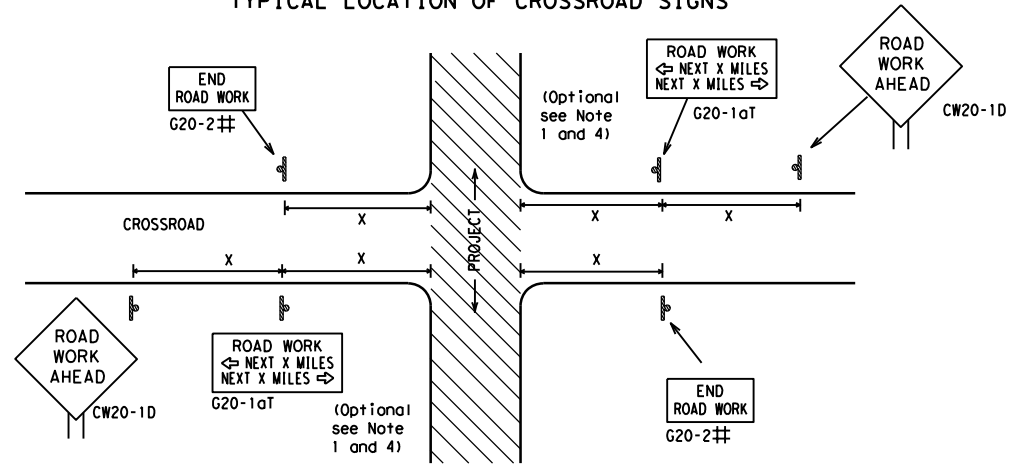 TYPICAL LOCATION OF CROSSROAD SIGNS
END
ROAD WORK
G20-2#
(Optional
see Note
1 and 4)
ROAD WORK
⇦ NEXT X MILES
NEXT X MILES ⇨
G20-1aT
ROAD
WORK
AHEAD
CW20-1D
X
X
X
CROSSROAD
PROJECT
X
X
X
ROAD
WORK
AHEAD
CW20-1D
ROAD WORK
⇦ NEXT X MILES
NEXT X MILES ⇨
G20-1aT
(Optional
see Note
1 and 4)
END
ROAD WORK
G20-2#